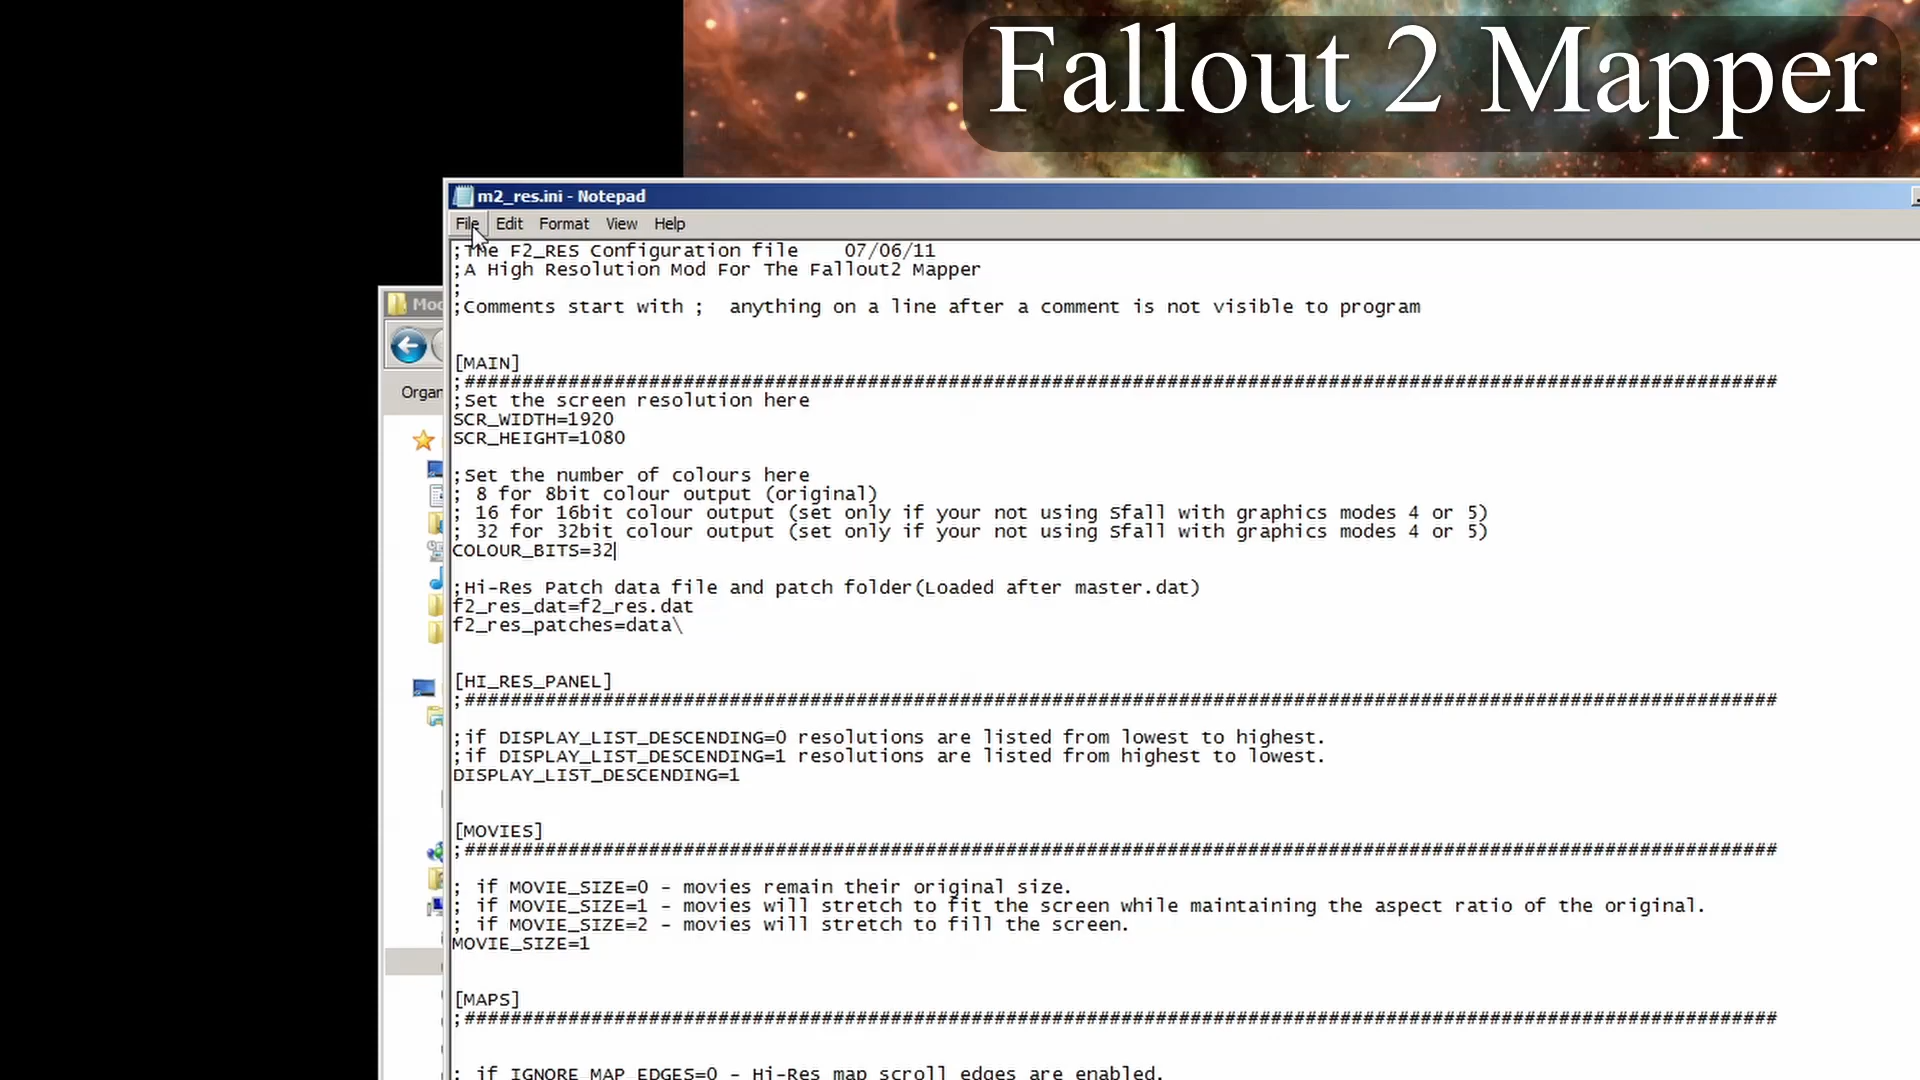 Fallout 2 Mapper
m2_res.ini - Notepad
File Edit Format View Help
;The F2_RES Configuration file    07/06/11
;A High Resolution Mod For The Fallout2 Mapper
;
;Comments start with ;  anything on a line after a comment is not visible to program
[MAIN]
;##################################################################################################################
;Set the screen resolution here
SCR_WIDTH=1920
SCR_HEIGHT=1080
;Set the number of colours here
; 8 for 8bit colour output (original)
; 16 for 16bit colour output (set only if your not using Sfall with graphics modes 4 or 5)
; 32 for 32bit colour output (set only if your not using Sfall with graphics modes 4 or 5)
COLOUR_BITS=32
;Hi-Res Patch data file and patch folder(Loaded after master.dat)
f2_res_dat=f2_res.dat
f2_res_patches=data\
[HI_RES_PANEL]
;##################################################################################################################
;if DISPLAY_LIST_DESCENDING=0 resolutions are listed from lowest to highest.
;if DISPLAY_LIST_DESCENDING=1 resolutions are listed from highest to lowest.
DISPLAY_LIST_DESCENDING=1
[MOVIES]
;##################################################################################################################
; if MOVIE_SIZE=0 - movies remain their original size.
; if MOVIE_SIZE=1 - movies will stretch to fit the screen while maintaining the aspect ratio of the original.
; if MOVIE_SIZE=2 - movies will stretch to fill the screen.
MOVIE_SIZE=1
[MAPS]
;##################################################################################################################
; if IGNORE_MAP_EDGES=0 - Hi-Res map scroll edges are enabled.